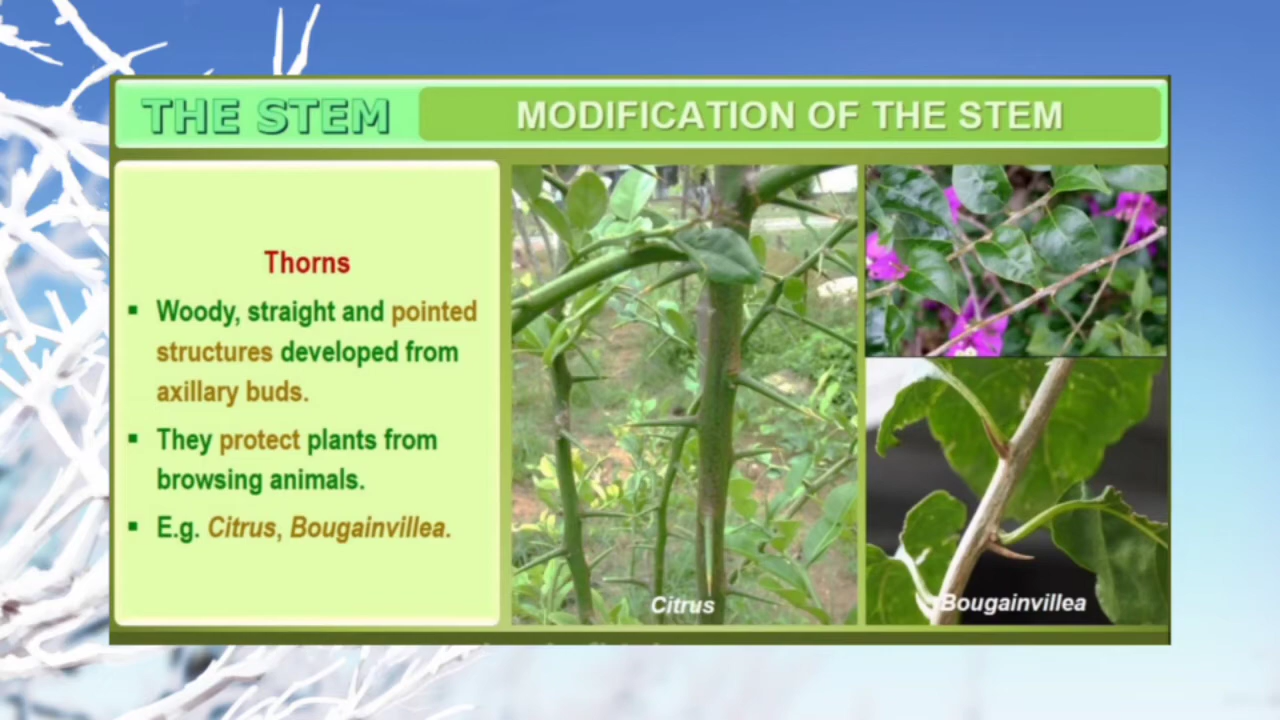 THE STEM
MODIFICATION OF THE STEM
Thorns
▪ Woody, straight and pointed
structures developed from
axillary buds.
▪ They protect plants from
browsing animals.
▪ E.g. Citrus, Bougainvillea.
Citrus
Bougainvillea